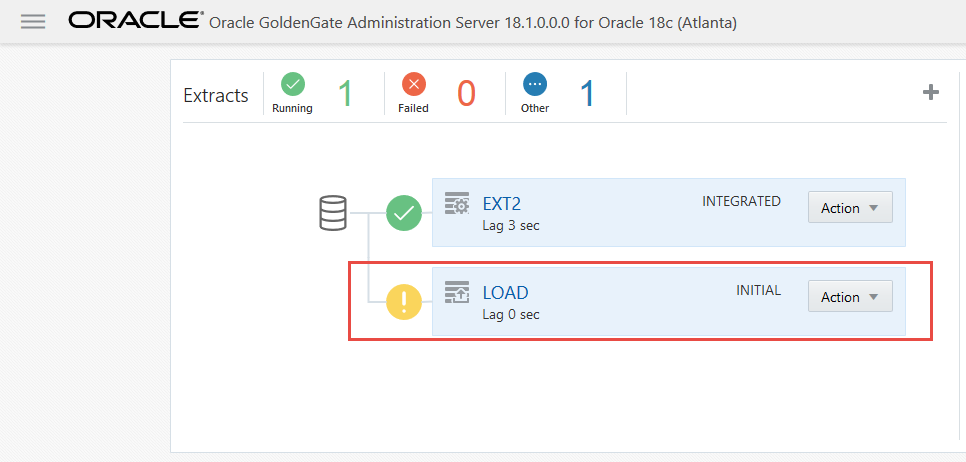 ORACLE® Oracle GoldenGate Administration Server 18.1.0.0.0 for Oracle 18c (Atlanta)
Extracts Running 1 Failed 0 Other 1 +
EXT2 INTEGRATED Action
Lag 3 sec
LOAD INITIAL Action
Lag 0 sec